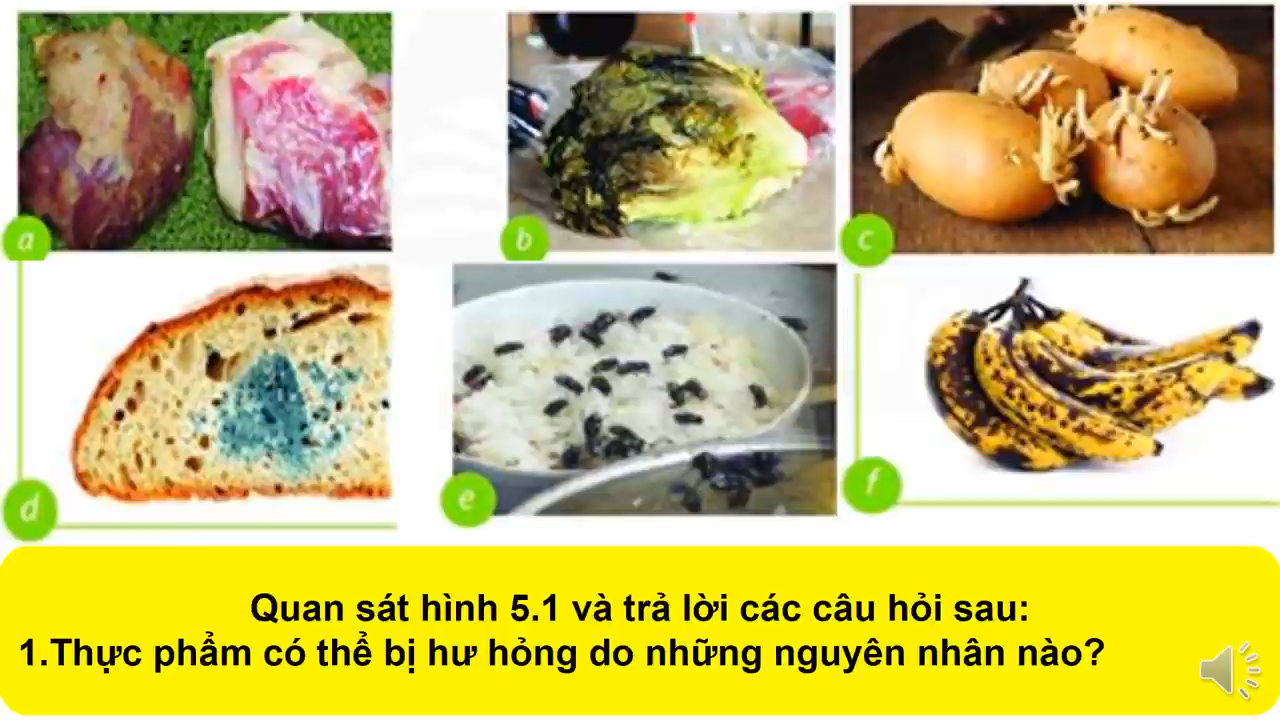 a
b
c
d
e
f
Quan sát hình 5.1 và trả lời các câu hỏi sau:
1.Thực phẩm có thể bị hư hỏng do những nguyên nhân nào?